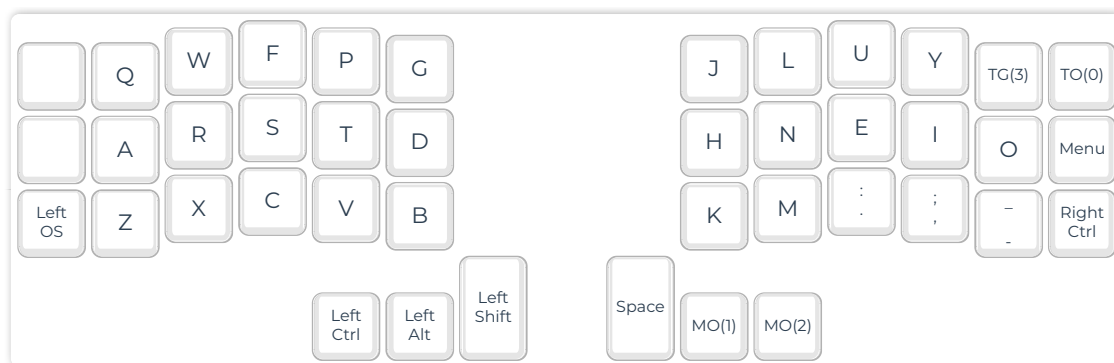 Q W F P G J L U Y TG(3) TO(0)
A R S T D H N E I O Menu
Left OS Z X C V B K M : . ; , _ - Right Ctrl
Left Ctrl Left Alt Left Shift Space MO(1) MO(2)